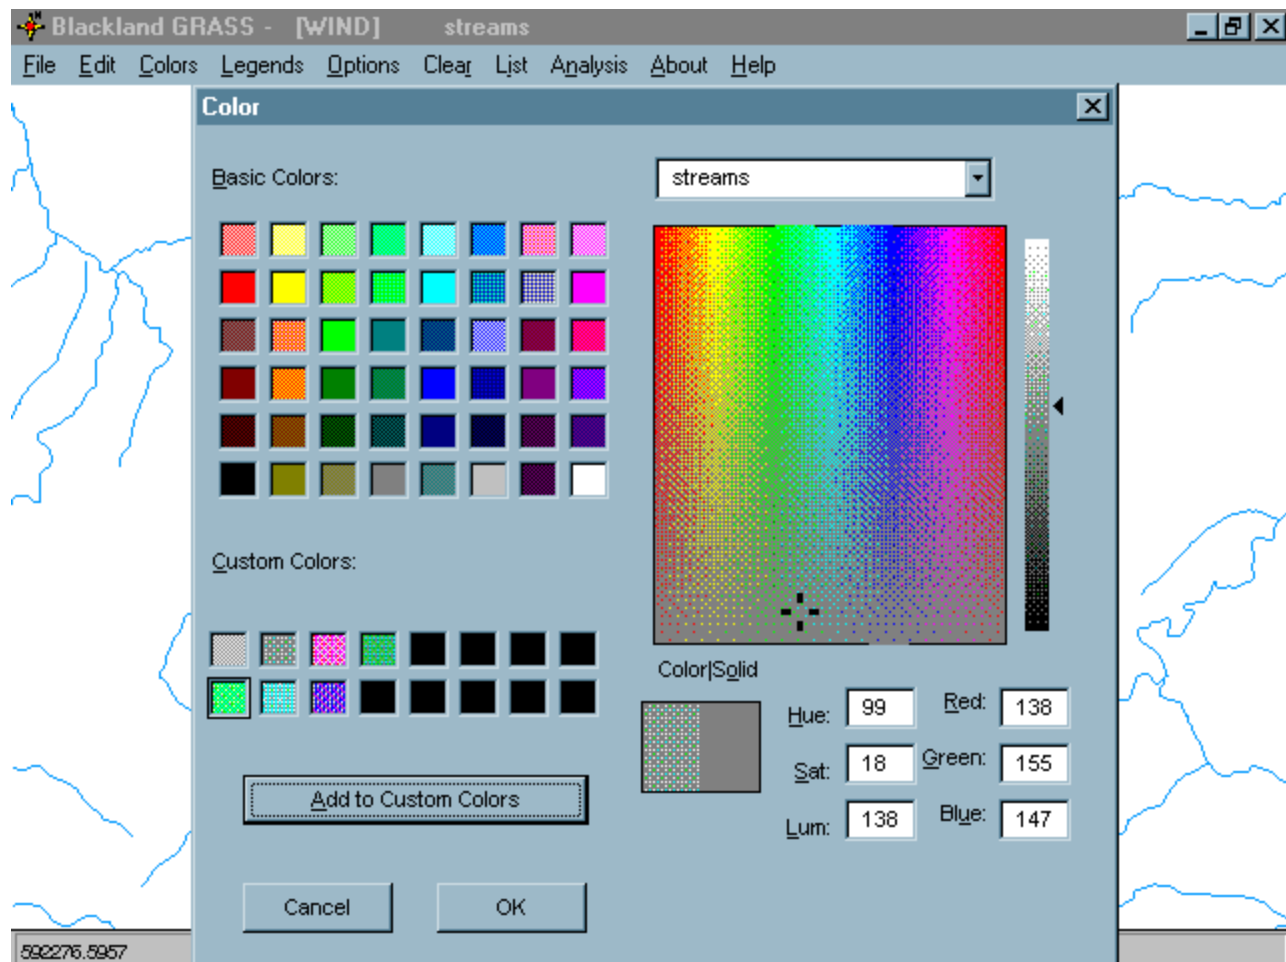 Blackland GRASS - [WIND] streams
File Edit Colors Legends Options Clear List Analysis About Help
Color
Basic Colors:
streams
Custom Colors:
Color|Solid
Hue: 99 Red: 138
Sat: 18 Green: 155
Lum: 138 Blue: 147
Add to Custom Colors
Cancel OK
592276.5957